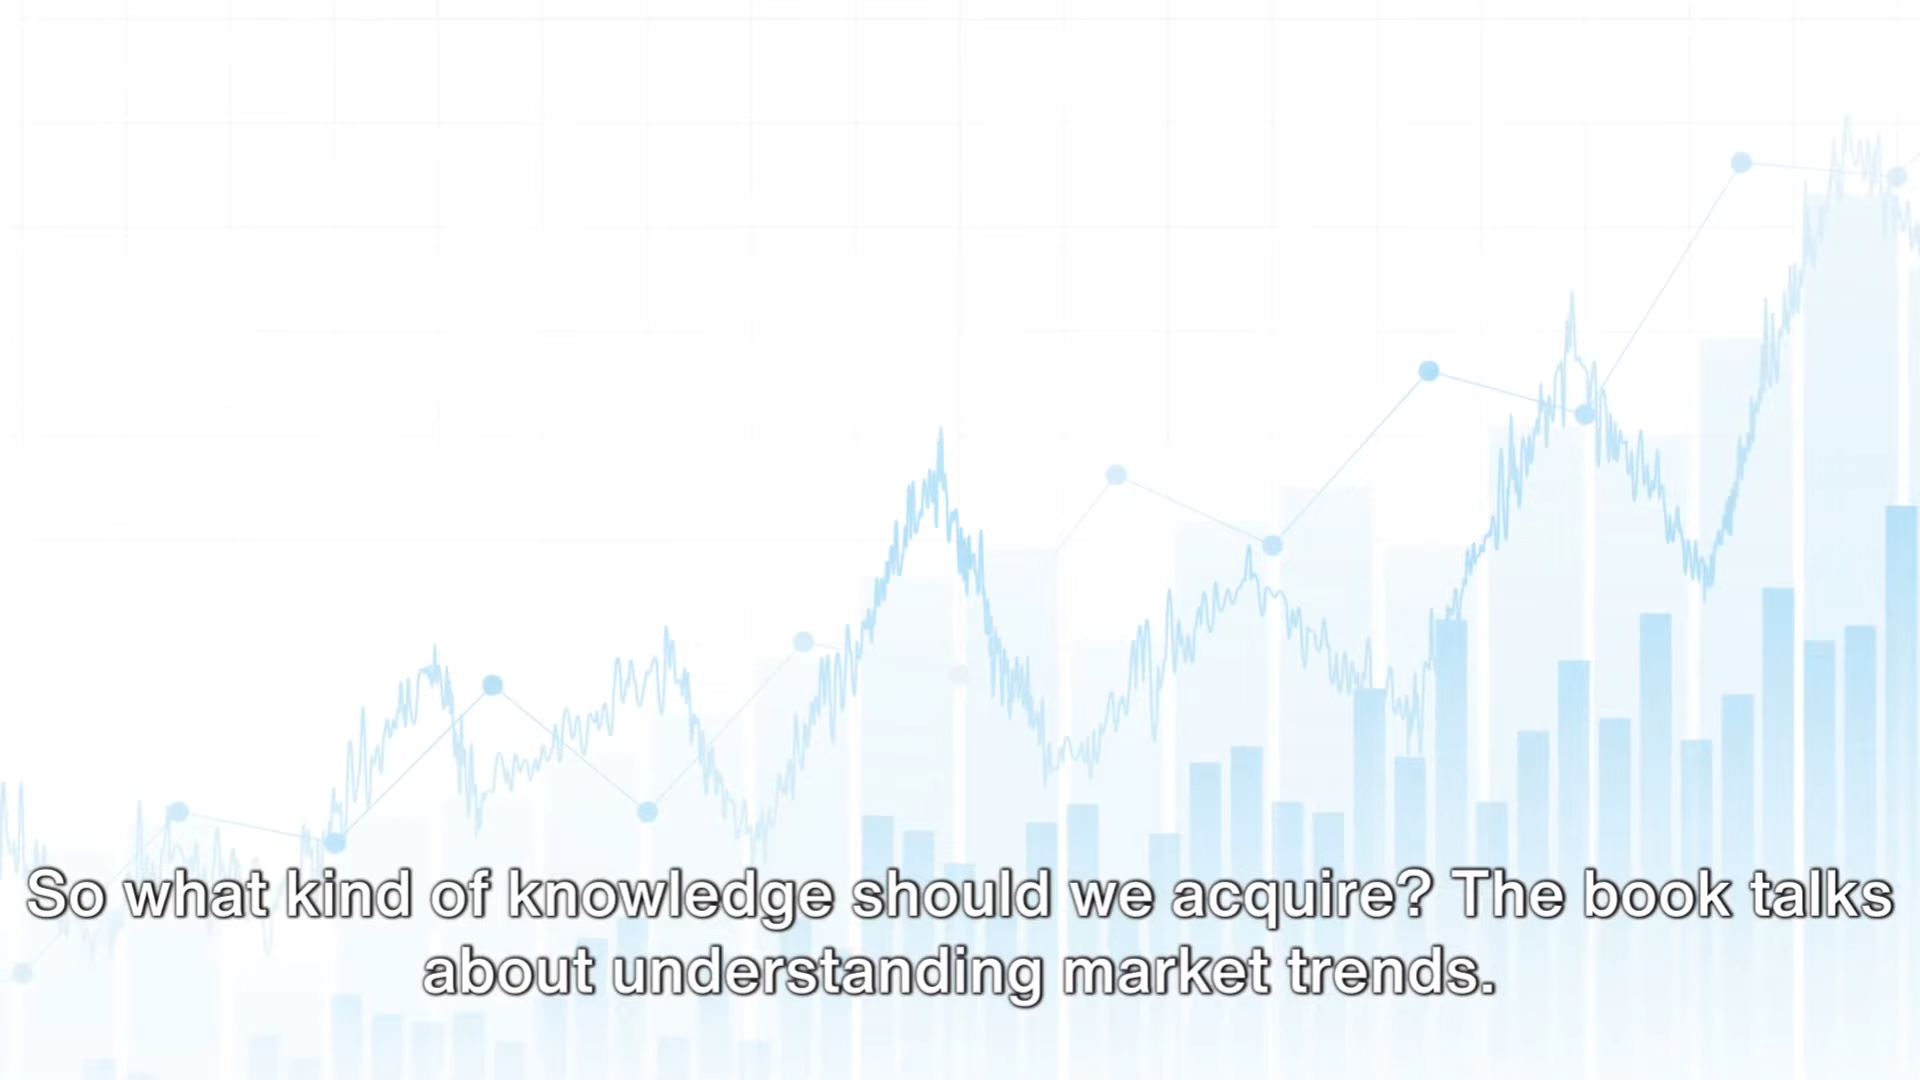 So what kind of knowledge should we acquire? The book talks
about understanding market trends.